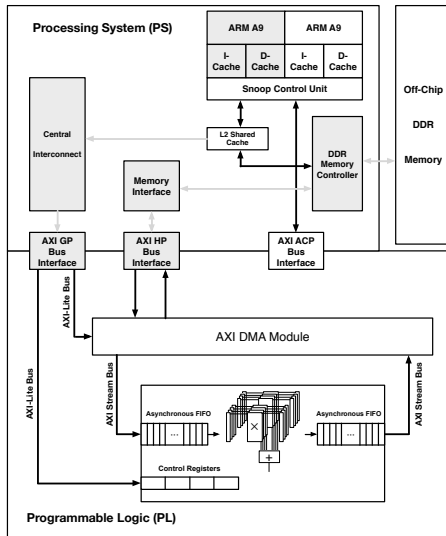 Processing System (PS)
ARM A9
ARM A9
I-
Cache
D-
Cache
I-
Cache
D-
Cache
Snoop Control Unit
Off-Chip
DDR
Memory
Central
Interconnect
L2 Shared
Cache
Memory
Interface
DDR
Memory
Controller
AXI GP
Bus
Interface
AXI HP
Bus
Interface
AXI ACP
Bus
Interface
AXI-Lite Bus
AXI-Lite Bus
AXI DMA Module
AXI Stream Bus
AXI Stream Bus
Asynchronous FIFO
...
×
+
Asynchronous FIFO
...
Control Registers
Programmable Logic (PL)